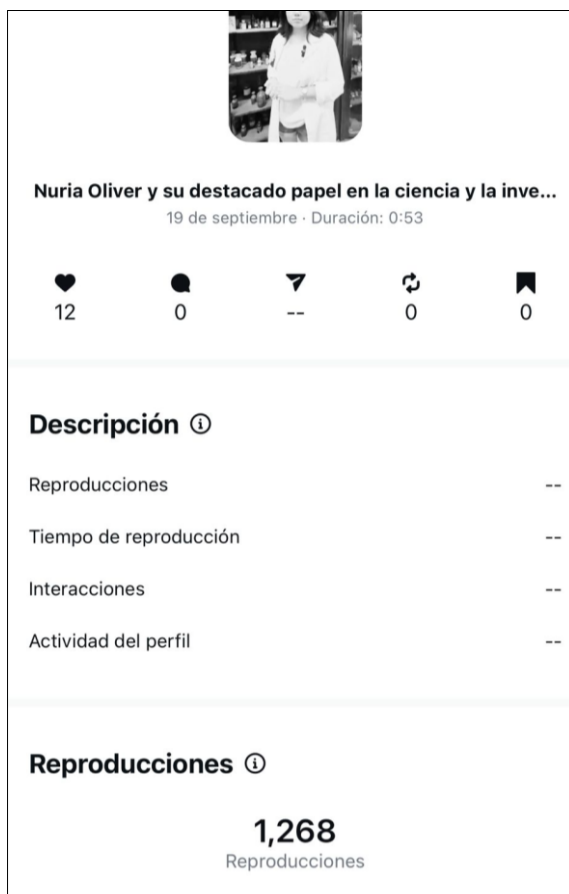 Nuria Oliver y su destacado papel en la ciencia y la inve...
19 de septiembre · Duración: 0:53
12 0 -- 0 0
Descripción
Reproducciones --
Tiempo de reproducción --
Interacciones --
Actividad del perfil --
Reproducciones
1,268
Reproducciones